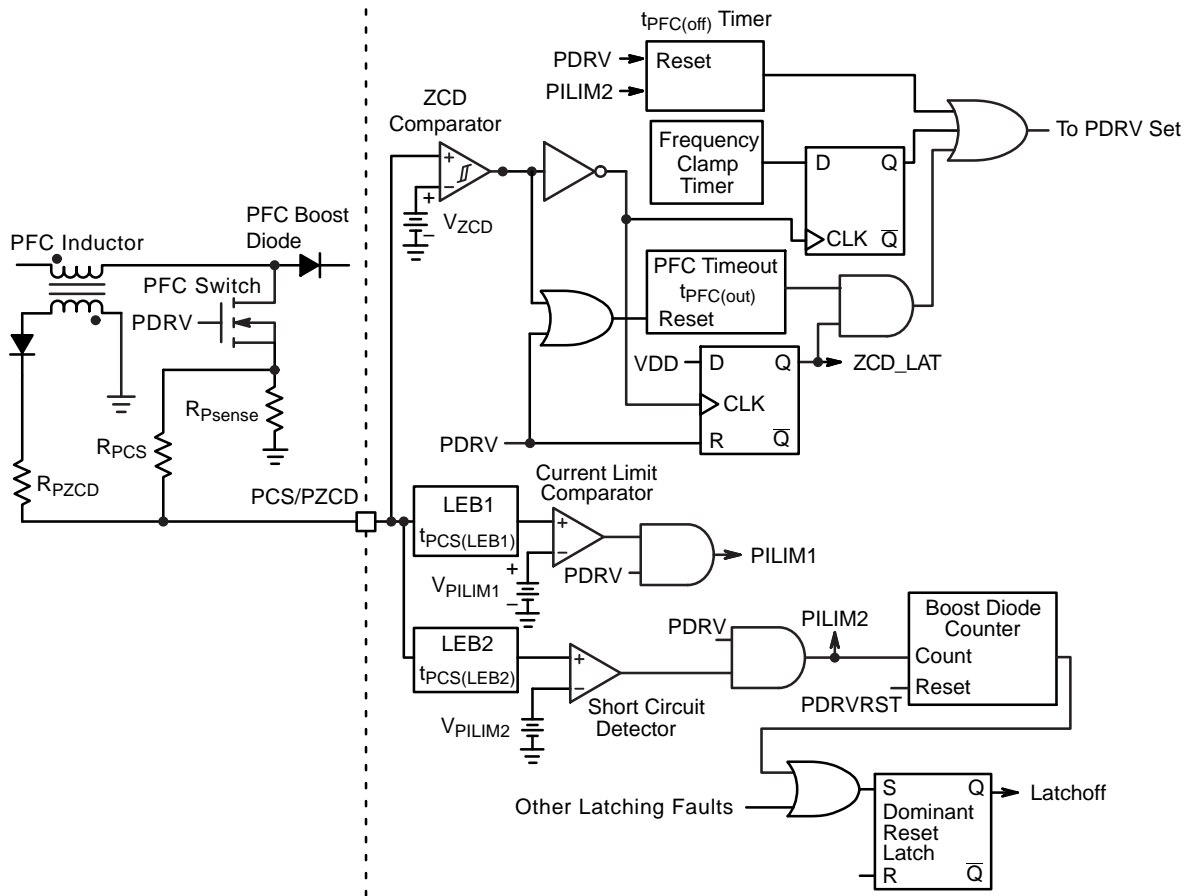 tPFC(off) Timer
PDRV
PILIM2
Reset
To PDRV Set
ZCD
Comparator
+
−
+
−
VZCD
Frequency
Clamp
Timer
D
Q
CLK
Q
PFC Inductor
PFC Boost
Diode
PFC Switch
PDRV
PFC Timeout
tPFC(out)
Reset
VDD
D
Q
CLK
R
Q
ZCD_LAT
PDRV
RPsense
RPCS
RPZCD
PCS/PZCD
LEB1
tPCS(LEB1)
Current Limit
Comparator
+
−
+
−
VPILIM1
PDRV
PILIM1
LEB2
tPCS(LEB2)
+
−
VPILIM2
Short Circuit
Detector
PDRV
PILIM2
Boost Diode
Counter
Count
Reset
PDRVRST
Other Latching Faults
S
Q
Dominant
Reset
Latch
R
Q
Latchoff